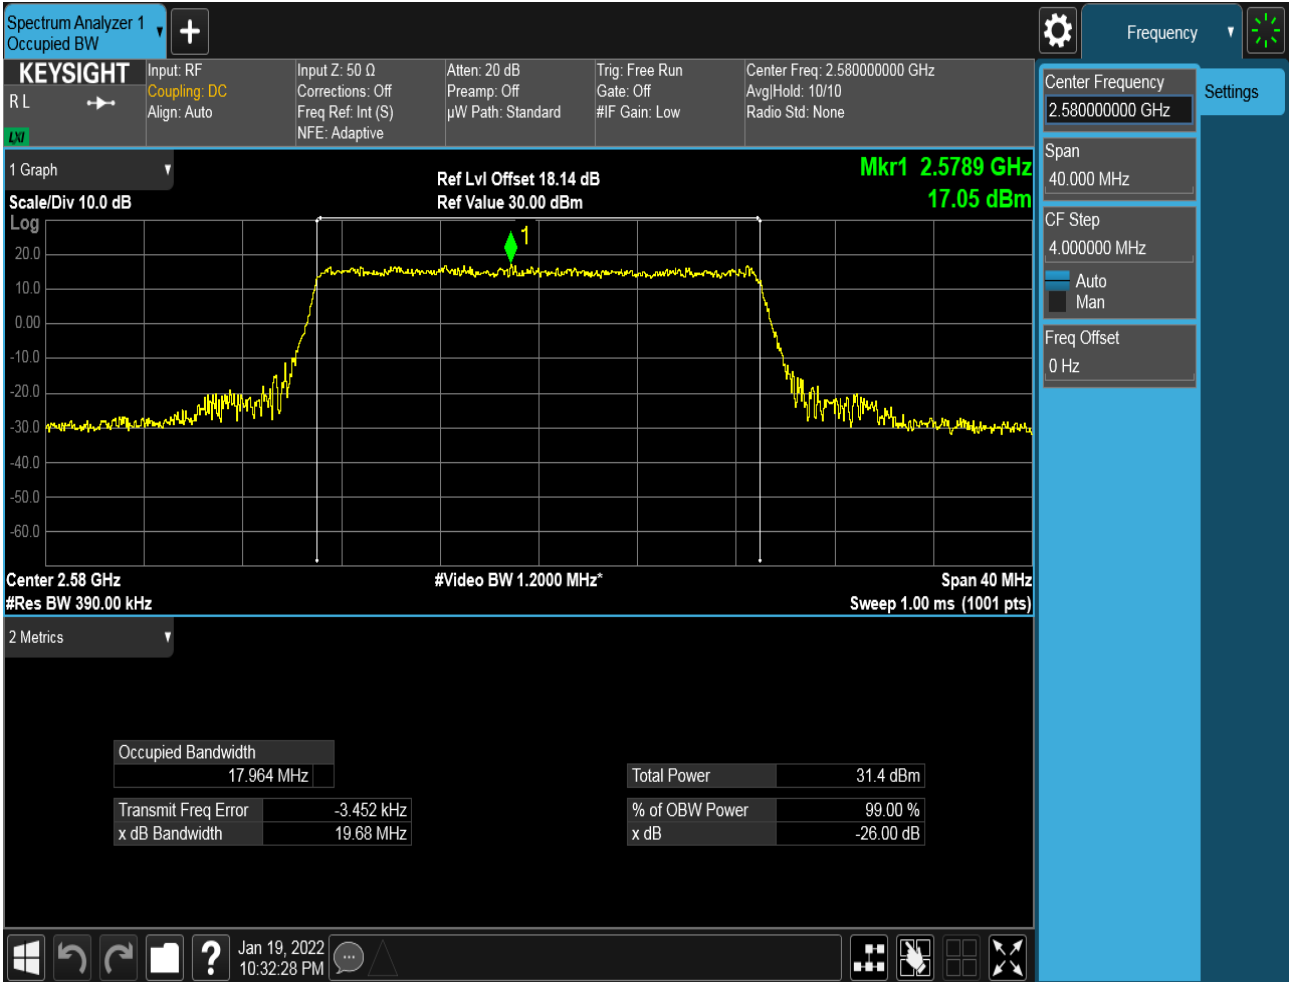 Spectrum Analyzer 1
Occupied BW
+
Frequency
KEYSIGHT
R L
LXI
Input: RF
Coupling: DC
Align: Auto
Input Z: 50 Ω
Corrections: Off
Freq Ref: Int (S)
NFE: Adaptive
Atten: 20 dB
Preamp: Off
µW Path: Standard
Trig: Free Run
Gate: Off
#IF Gain: Low
Center Freq: 2.580000000 GHz
Avg|Hold: 10/10
Radio Std: None
Center Frequency
2.580000000 GHz
Settings
Span
40.000 MHz
CF Step
4.000000 MHz
Auto
Man
Freq Offset
0 Hz
1 Graph
Scale/Div 10.0 dB
Ref Lvl Offset 18.14 dB
Ref Value 30.00 dBm
Mkr1 2.5789 GHz
17.05 dBm
Log
1
20.0
10.0
0.00
-10.0
-20.0
-30.0
-40.0
-50.0
-60.0
Center 2.58 GHz
#Video BW 1.2000 MHz*
Span 40 MHz
#Res BW 390.00 kHz
Sweep 1.00 ms (1001 pts)
2 Metrics
Occupied Bandwidth
17.964 MHz
Total Power 31.4 dBm
Transmit Freq Error -3.452 kHz
% of OBW Power 99.00 %
x dB Bandwidth 19.68 MHz
x dB -26.00 dB
?
Jan 19, 2022
10:32:28 PM